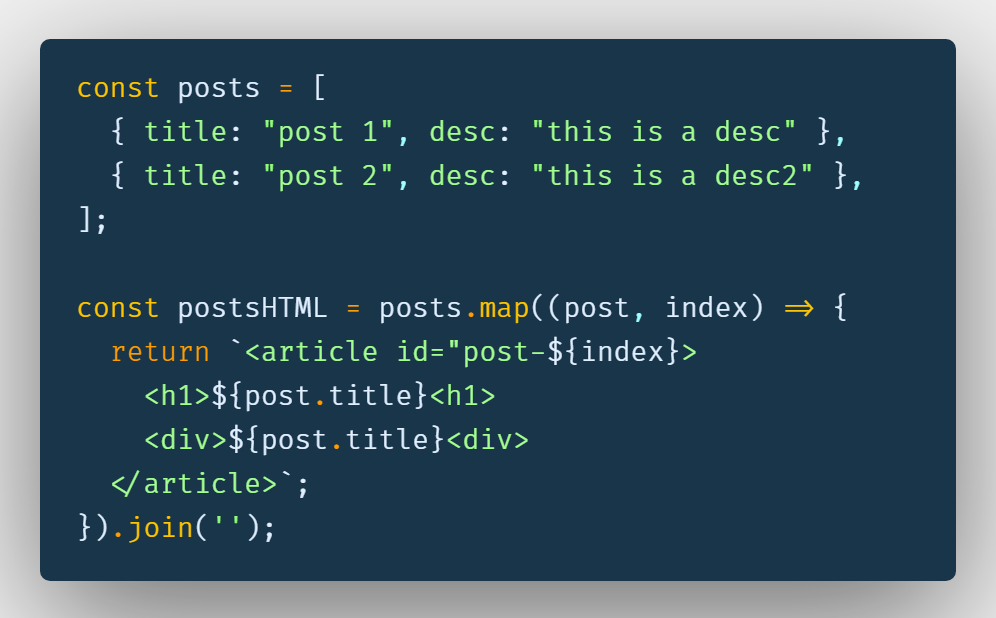 const posts = [
  { title: "post 1", desc: "this is a desc" },
  { title: "post 2", desc: "this is a desc2" },
];

const postsHTML = posts.map((post, index) => {
  return `<article id="post-${index}>
    <h1>${post.title}<h1>
    <div>${post.title}<div>
  </article>`;
}).join('');